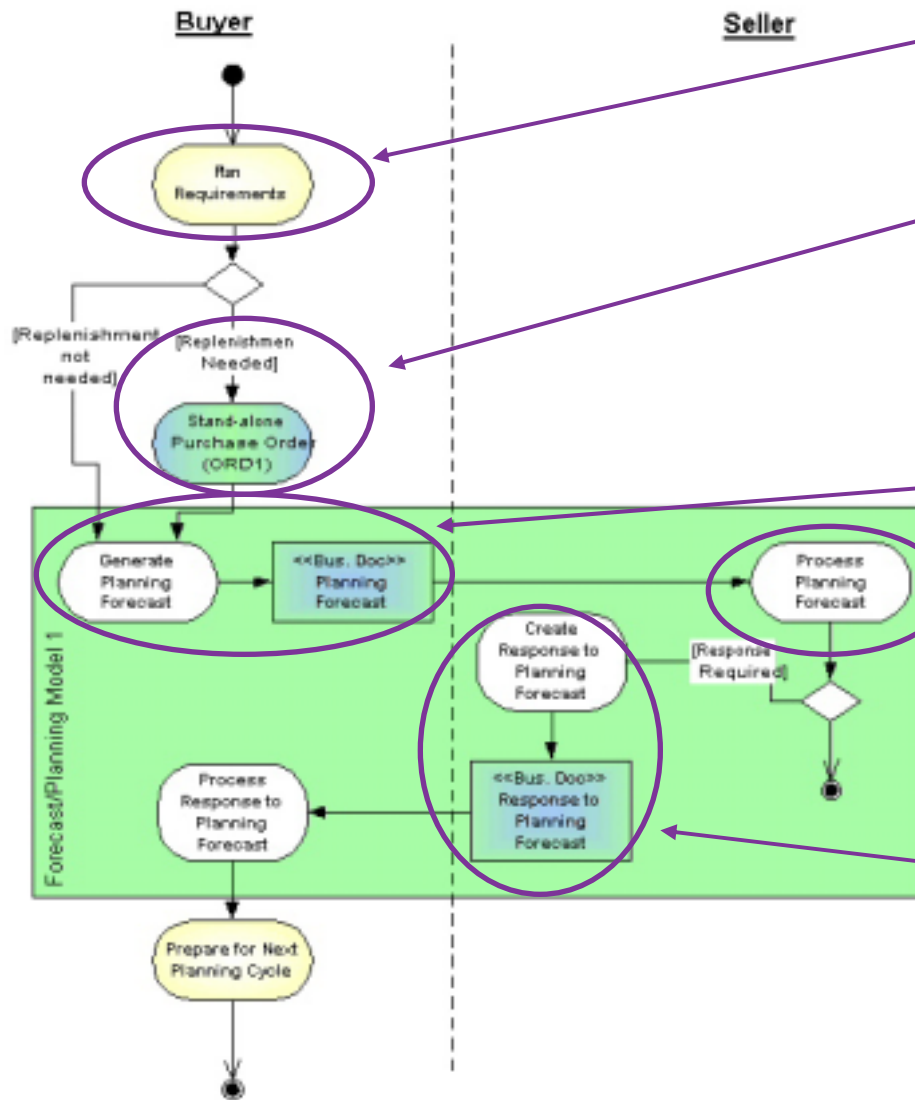 Buyer
Seller
Plan
Requirements
[Replenishment
not
needed]
[Replenishmen
Needed]
Stand-alone
Purchase Order
(ORD1)
Generate
Planning
Forecast
<<Bus. Doc>>
Planning
Forecast
Process
Planning
Forecast
Create
Response to
Planning
Forecast
[Response
Required]
<<Bus. Doc>>
Response to
Planning
Forecast
Process
Response to
Planning
Forecast
Forecast/Planning Model 1
Prepare for Next
Planning Cycle